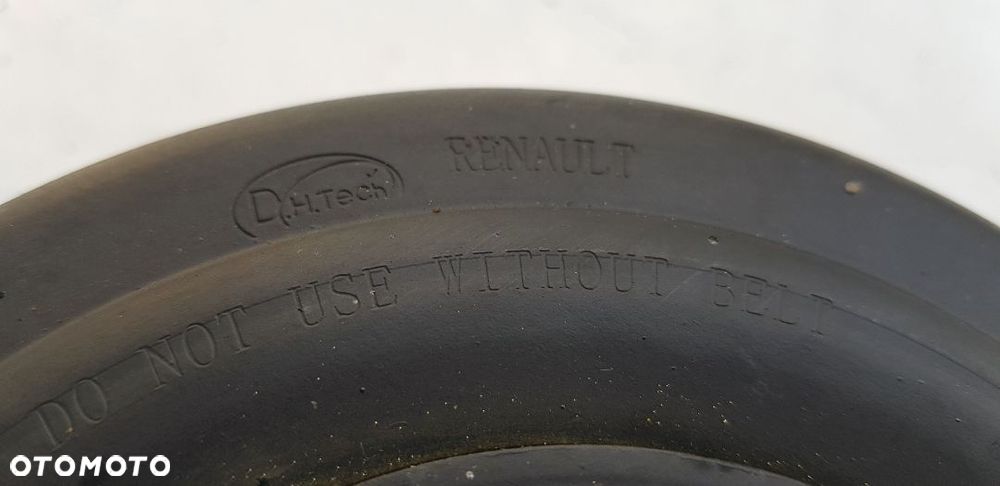 D.H.Tech
RENAULT
DO NOT USE WITHOUT BELT
OTOMOTO